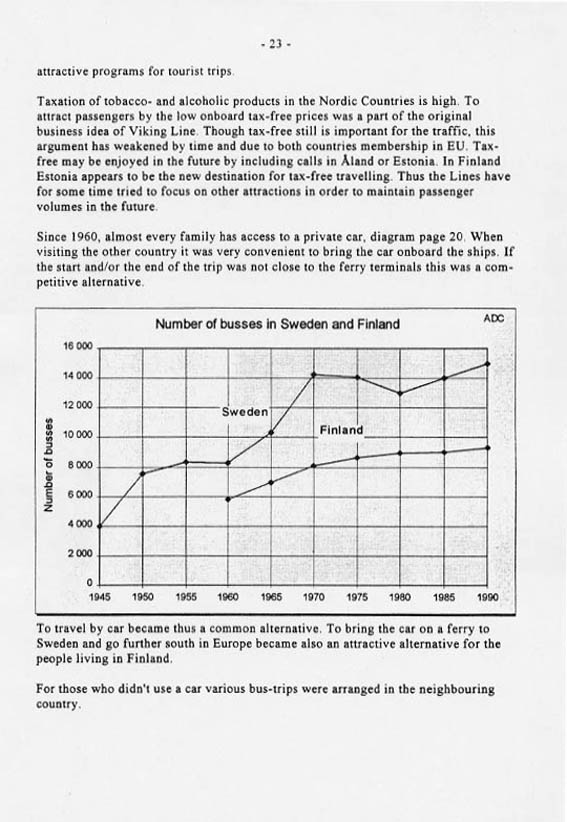 - 23 -
attractive programs for tourist trips.
Taxation of tobacco- and alcoholic products in the Nordic Countries is high. To
attract passengers by the low onboard tax-free prices was a part of the original
business idea of Viking Line. Though tax-free still is important for the traffic, this
argument has weakened by time and due to both countries membership in EU. Tax-
free may be enjoyed in the future by including calls in Åland or Estonia. In Finland
Estonia appears to be the new destination for tax-free travelling. Thus the Lines have
for some time tried to focus on other attractions in order to maintain passenger
volumes in the future.
Since 1960, almost every family has access to a private car, diagram page 20. When
visiting the other country it was very convenient to bring the car onboard the ships. If
the start and/or the end of the trip was not close to the ferry terminals this was a com-
petitive alternative.
Number of busses in Sweden and Finland
ADC
Number of busses
16 000
14 000
12 000
10 000
8 000
6 000
4 000
2 000
0
Sweden
Finland
1945 1950 1955 1960 1965 1970 1975 1980 1985 1990
To travel by car became thus a common alternative. To bring the car on a ferry to
Sweden and go further south in Europe became also an attractive alternative for the
people living in Finland.
For those who didn't use a car various bus-trips were arranged in the neighbouring
country.